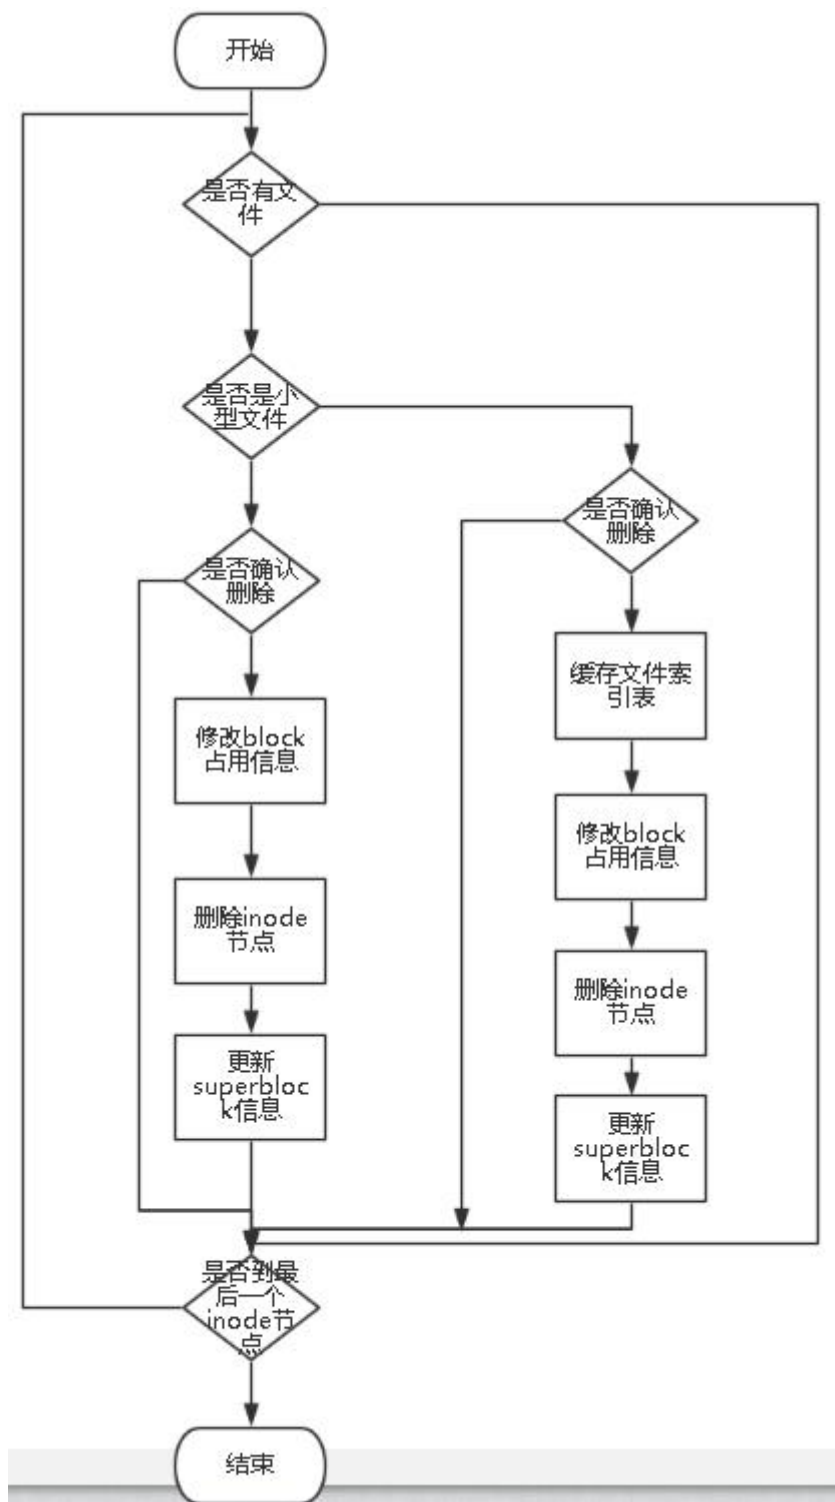 开始
是否有文
件
是否是小
型文件
是否确认
删除
是否确认
删除
修改block
占用信息
缓存文件索
引表
删除inode
节点
修改block
占用信息
更新
superbloc
k信息
删除inode
节点
更新
superbloc
k信息
是否到最
后一个
inode节
点
结束